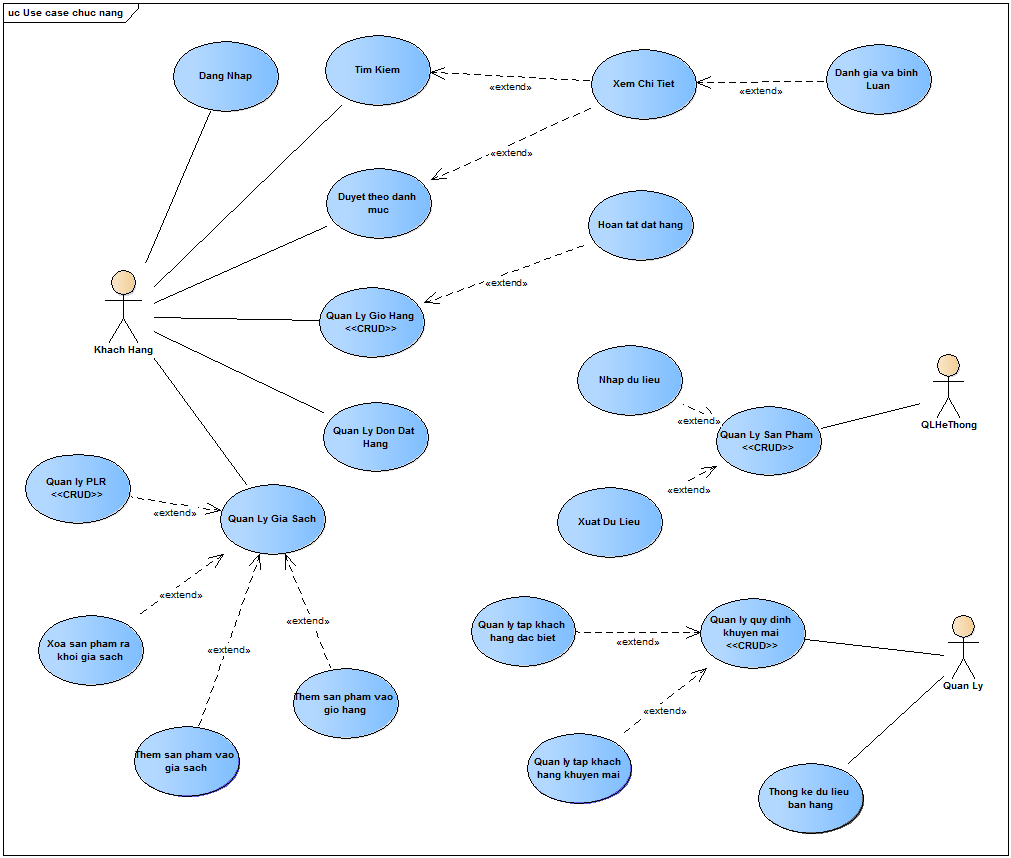 uc Use case chuc nang
Dang Nhap
Tim Kiem
Xem Chi Tiet
Danh gia va binh
Luan
«extend»
«extend»
«extend»
Duyet theo danh
muc
Hoan tat dat hang
«extend»
Quan Ly Gio Hang
<<CRUD>>
Khach Hang
Nhap du lieu
«extend»
QLHeThong
Quan Ly San Pham
<<CRUD>>
Quan Ly Don Dat
Hang
Quan ly PLR
<<CRUD>>
«extend»
Quan Ly Gia Sach
«extend»
Xuat Du Lieu
«extend»
Xoa san pham ra
khoi gia sach
«extend»
«extend»
Them san pham vao
gio hang
Them san pham vao
gia sach
Quan ly tap khach
hang dac biet
«extend»
Quan ly quy dinh
khuyen mai
<<CRUD>>
Quan Ly
«extend»
Quan ly tap khach
hang khuyen mai
Thong ke du lieu
ban hang